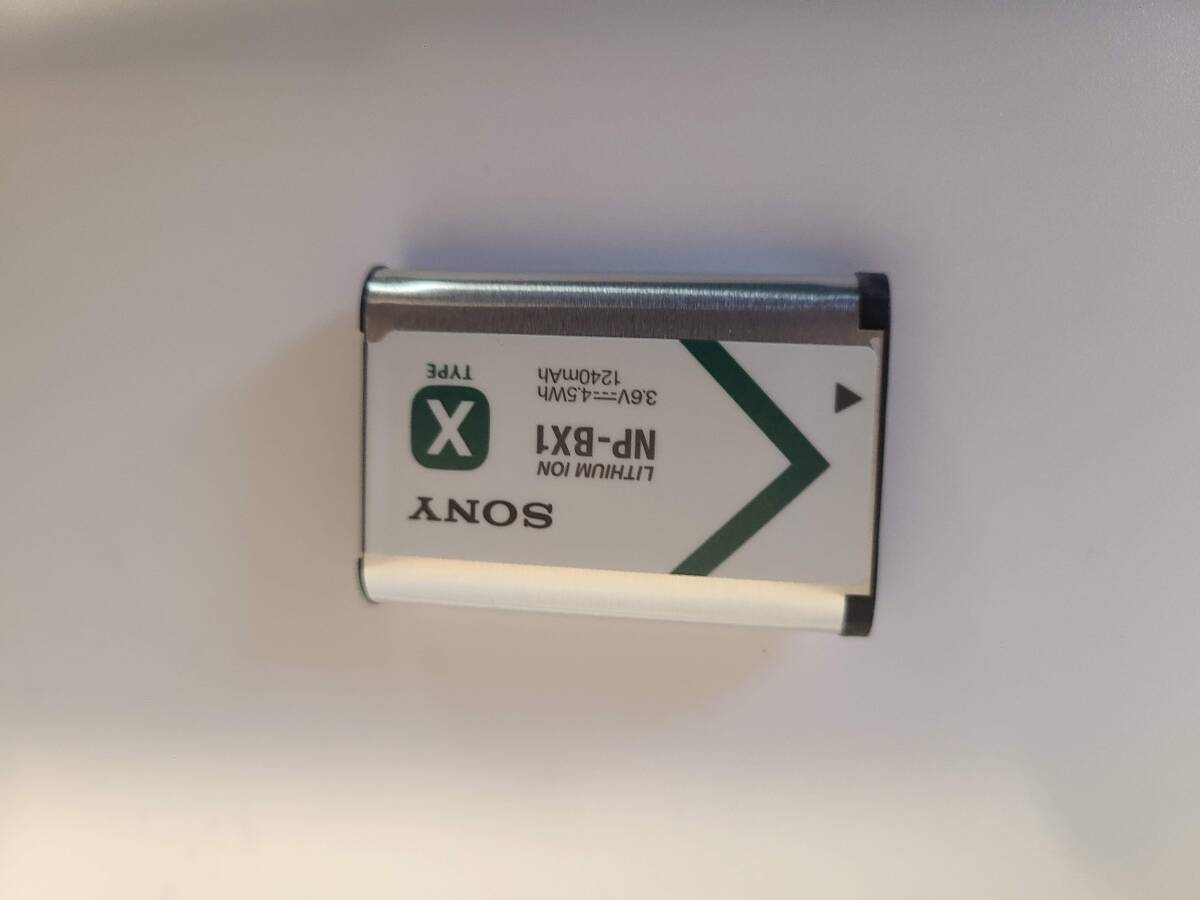 SONY
LITHIUM ION
NP-BX1
3.6V⎓4.5Wh
1240mAh
X
TYPE